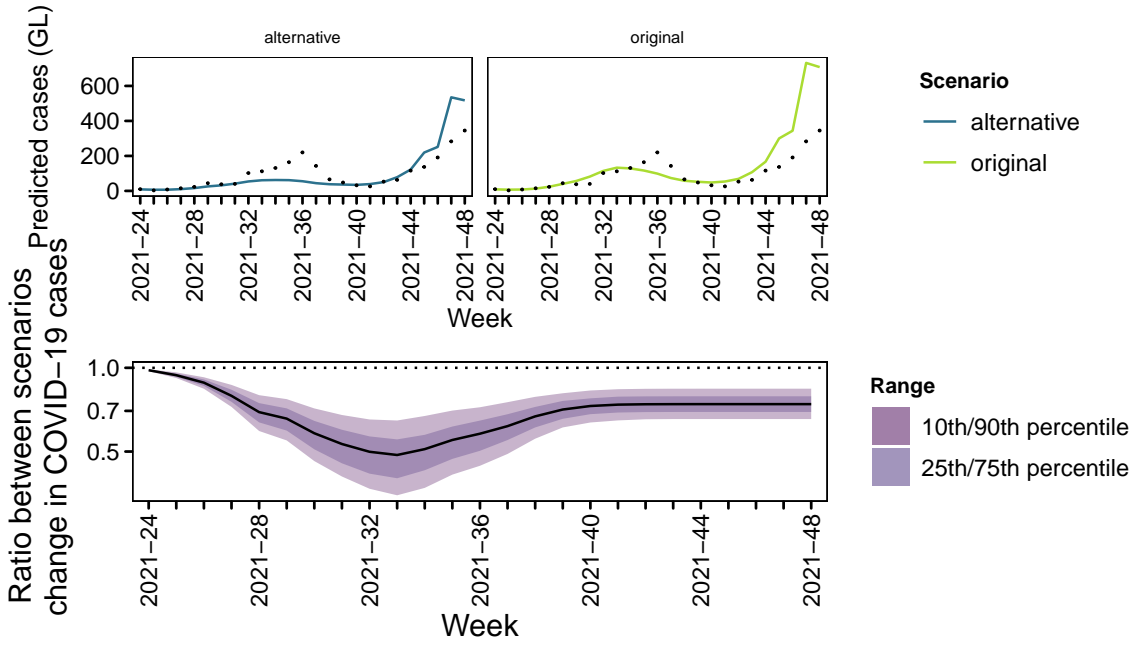 Predicted cases (GL)
alternative
original
600
400
200
0
2021−24
2021−28
2021−32
2021−36
2021−40
2021−44
2021−48
2021−24
2021−28
2021−32
2021−36
2021−40
2021−44
2021−48
Week
Scenario
alternative
original
Ratio between scenarios
change in COVID−19 cases
1.0
0.7
0.5
2021−24
2021−28
2021−32
2021−36
2021−40
2021−44
2021−48
Week
Range
10th/90th percentile
25th/75th percentile